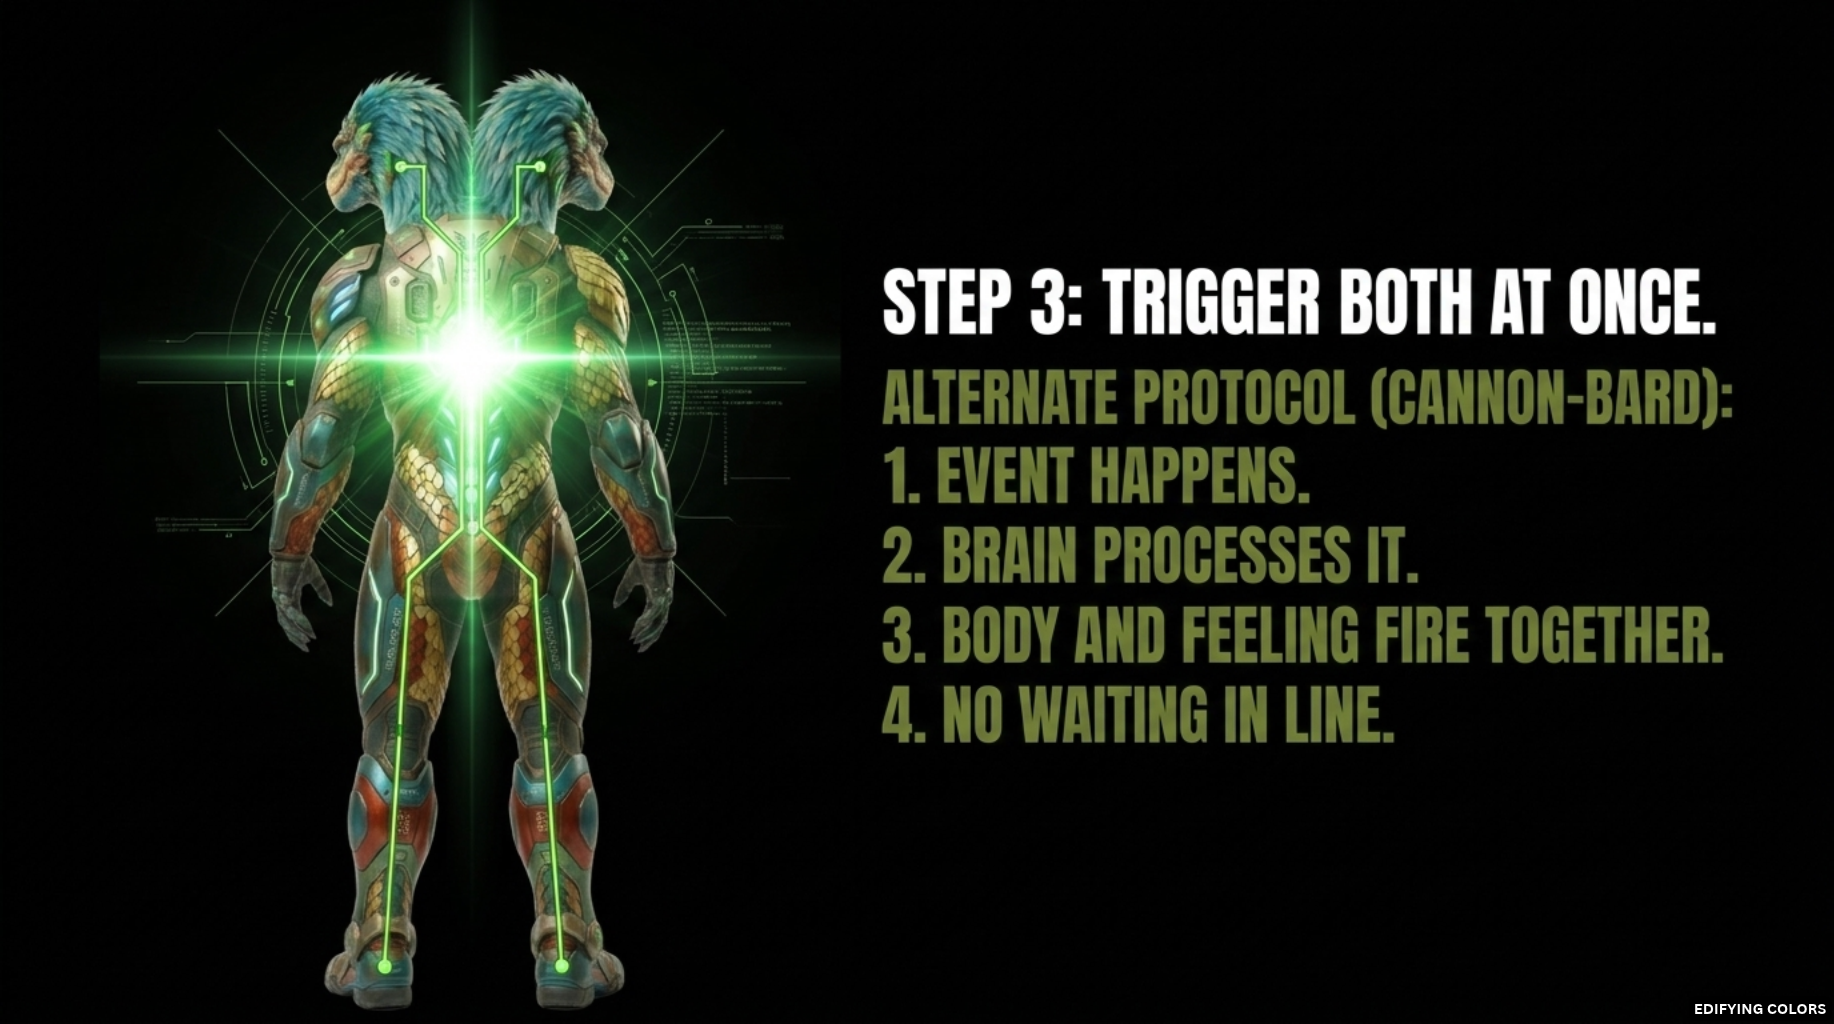 STEP 3: TRIGGER BOTH AT ONCE.
ALTERNATE PROTOCOL (CANNON-BARD):
1. EVENT HAPPENS.
2. BRAIN PROCESSES IT.
3. BODY AND FEELING FIRE TOGETHER.
4. NO WAITING IN LINE.
EDIFYING COLORS